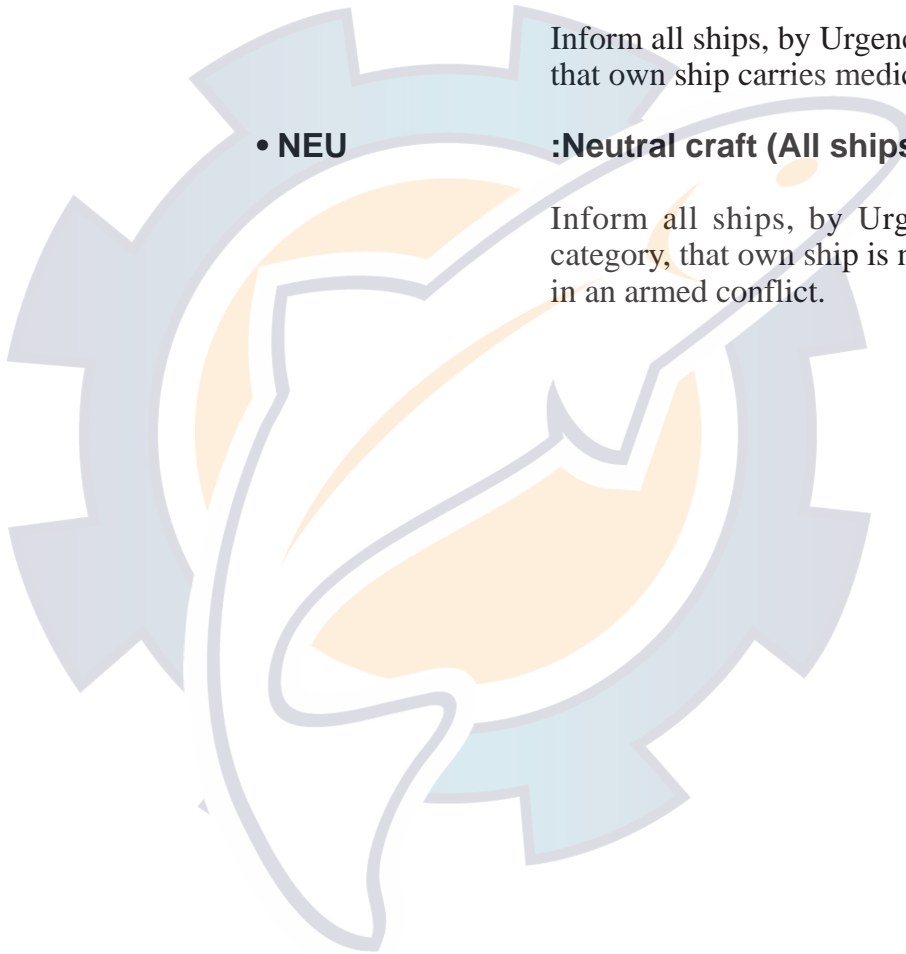 Inform all ships, by Urgenc
that own ship carries medic
• NEU :Neutral craft (All ships
Inform all ships, by Urg
category, that own ship is
in an armed conflict.